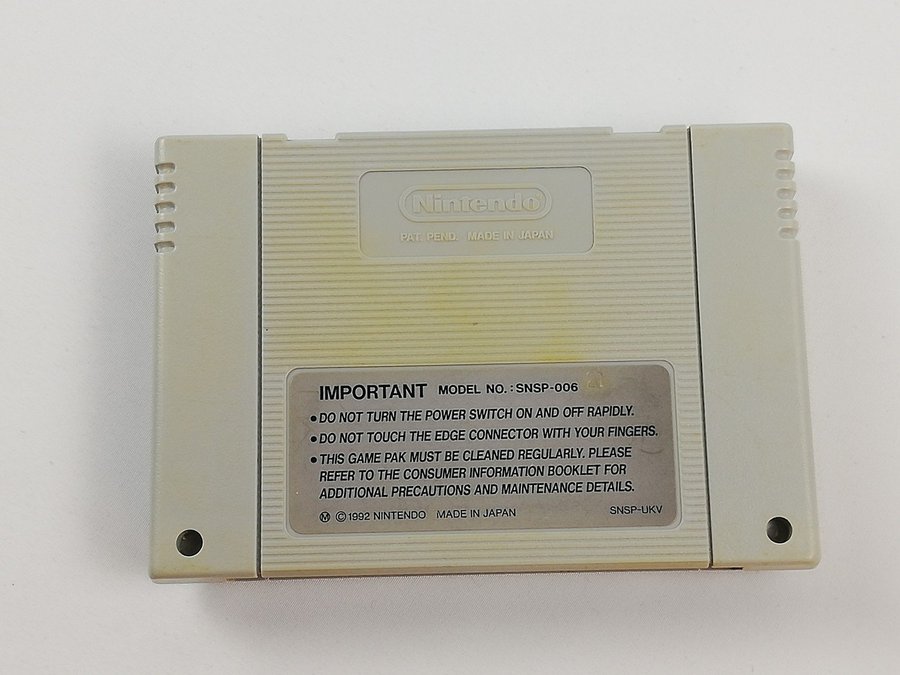 Nintendo
PAT. PEND. MADE IN JAPAN
IMPORTANT MODEL NO.: SNSP-006
● DO NOT TURN THE POWER SWITCH ON AND OFF RAPIDLY.
● DO NOT TOUCH THE EDGE CONNECTOR WITH YOUR FINGERS.
● THIS GAME PAK MUST BE CLEANED REGULARLY. PLEASE
REFER TO THE CONSUMER INFORMATION BOOKLET FOR
ADDITIONAL PRECAUTIONS AND MAINTENANCE DETAILS.
Ⓜ © 1992 NINTENDO MADE IN JAPAN SNSP-UKV